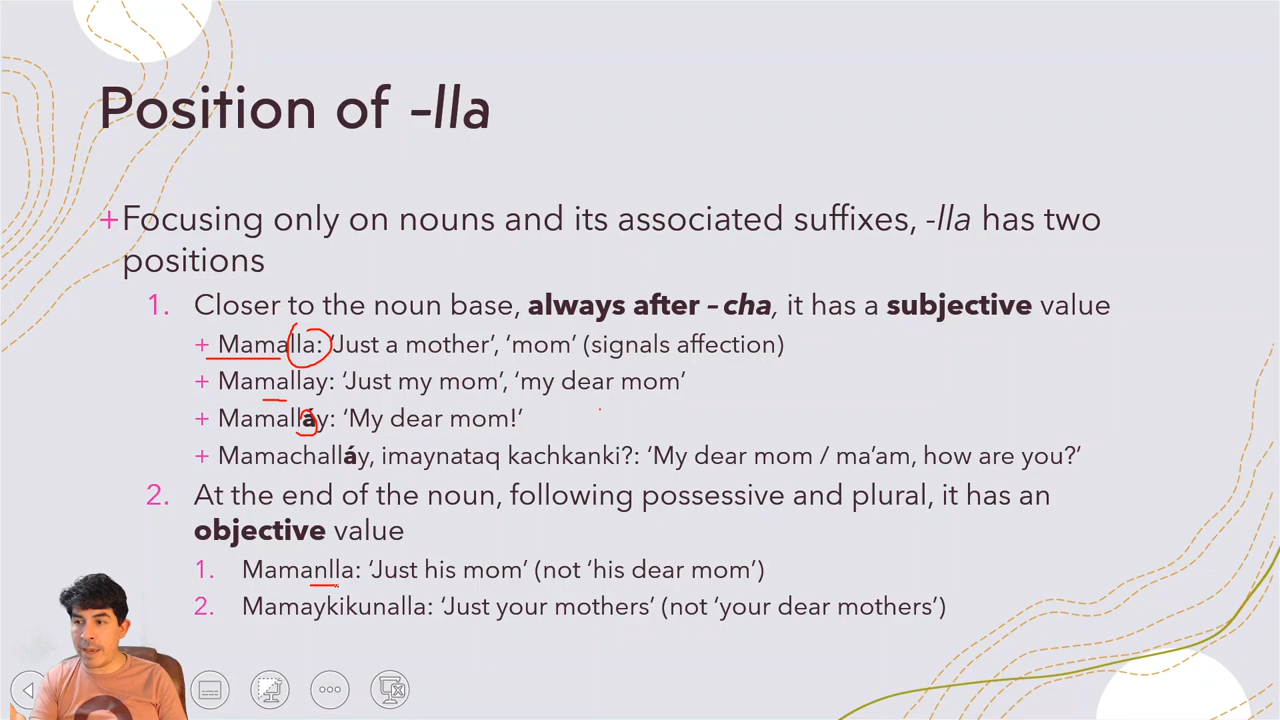 Position of -lla
+Focusing only on nouns and its associated suffixes, -lla has two
positions
1. Closer to the noun base, always after –cha, it has a subjective value
+ Mamalla: ‘Just a mother’, ‘mom’ (signals affection)
+ Mamallay: ‘Just my mom’, ‘my dear mom’
+ Mamalláy: ‘My dear mom!’
+ Mamachalláy, imaynataq kachkanki?: ‘My dear mom / ma’am, how are you?’
2. At the end of the noun, following possessive and plural, it has an
objective value
1. Mamanlla: ‘Just his mom’ (not ‘his dear mom’)
2. Mamaykikunalla: ‘Just your mothers’ (not ‘your dear mothers’)